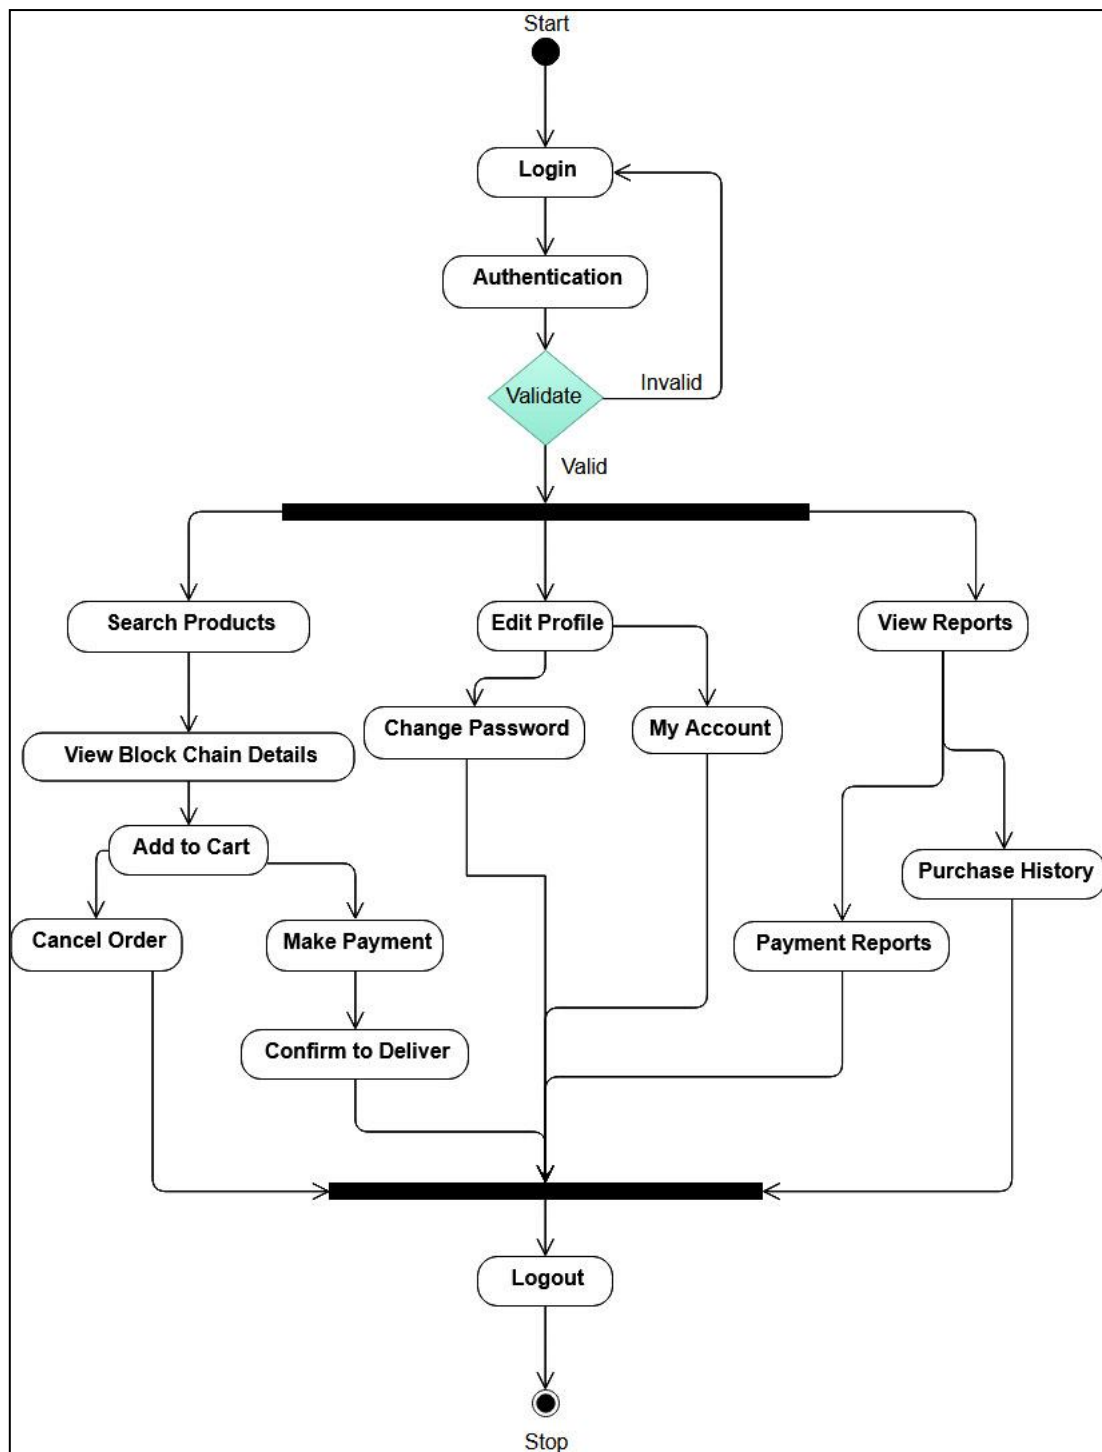 Start
Login
Authentication
Validate
Invalid
Valid
Search Products
Edit Profile
View Reports
Change Password
My Account
View Block Chain Details
Add to Cart
Purchase History
Cancel Order
Make Payment
Payment Reports
Confirm to Deliver
Logout
Stop